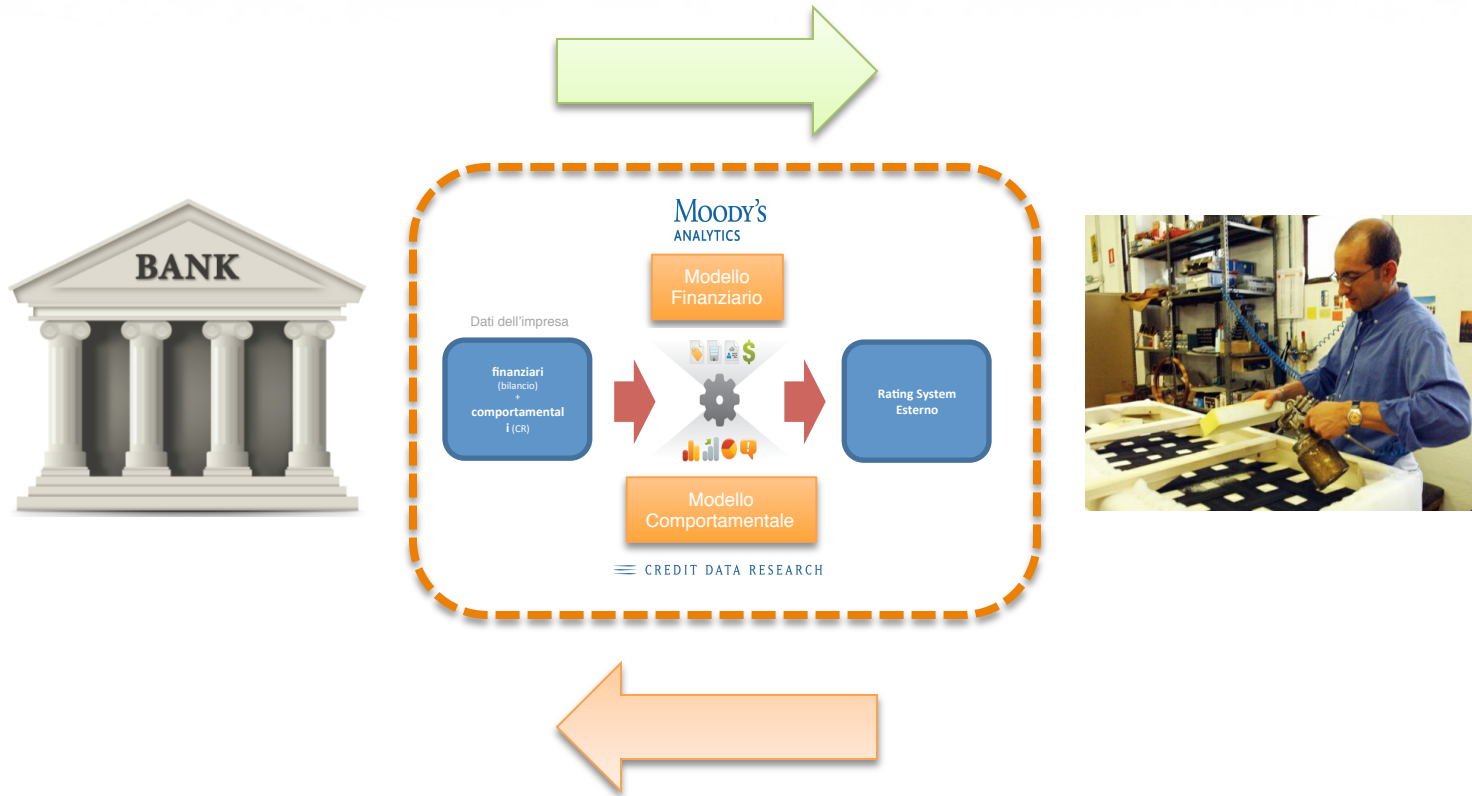 MOODY'S
ANALYTICS
BANK
Modello
Finanziario
Dati dell'impresa
finanziari
(bilancio)
+
comportamental
i (CR)
Rating System
Esterno
Modello
Comportamentale
CREDIT DATA RESEARCH